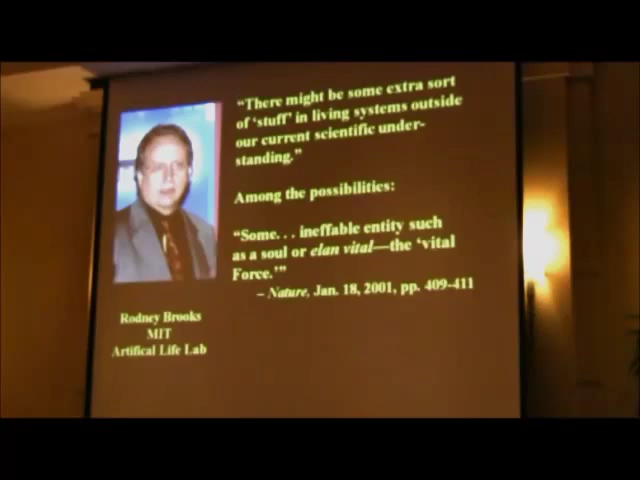 “There might be some extra sort
of ‘stuff’ in living systems outside
our current scientific under-
standing.”
Among the possibilities:
“Some. . . ineffable entity such
as a soul or elan vital—the ‘vital
Force.’”
– Nature, Jan. 18, 2001, pp. 409-411
Rodney Brooks
MIT
Artifical Life Lab